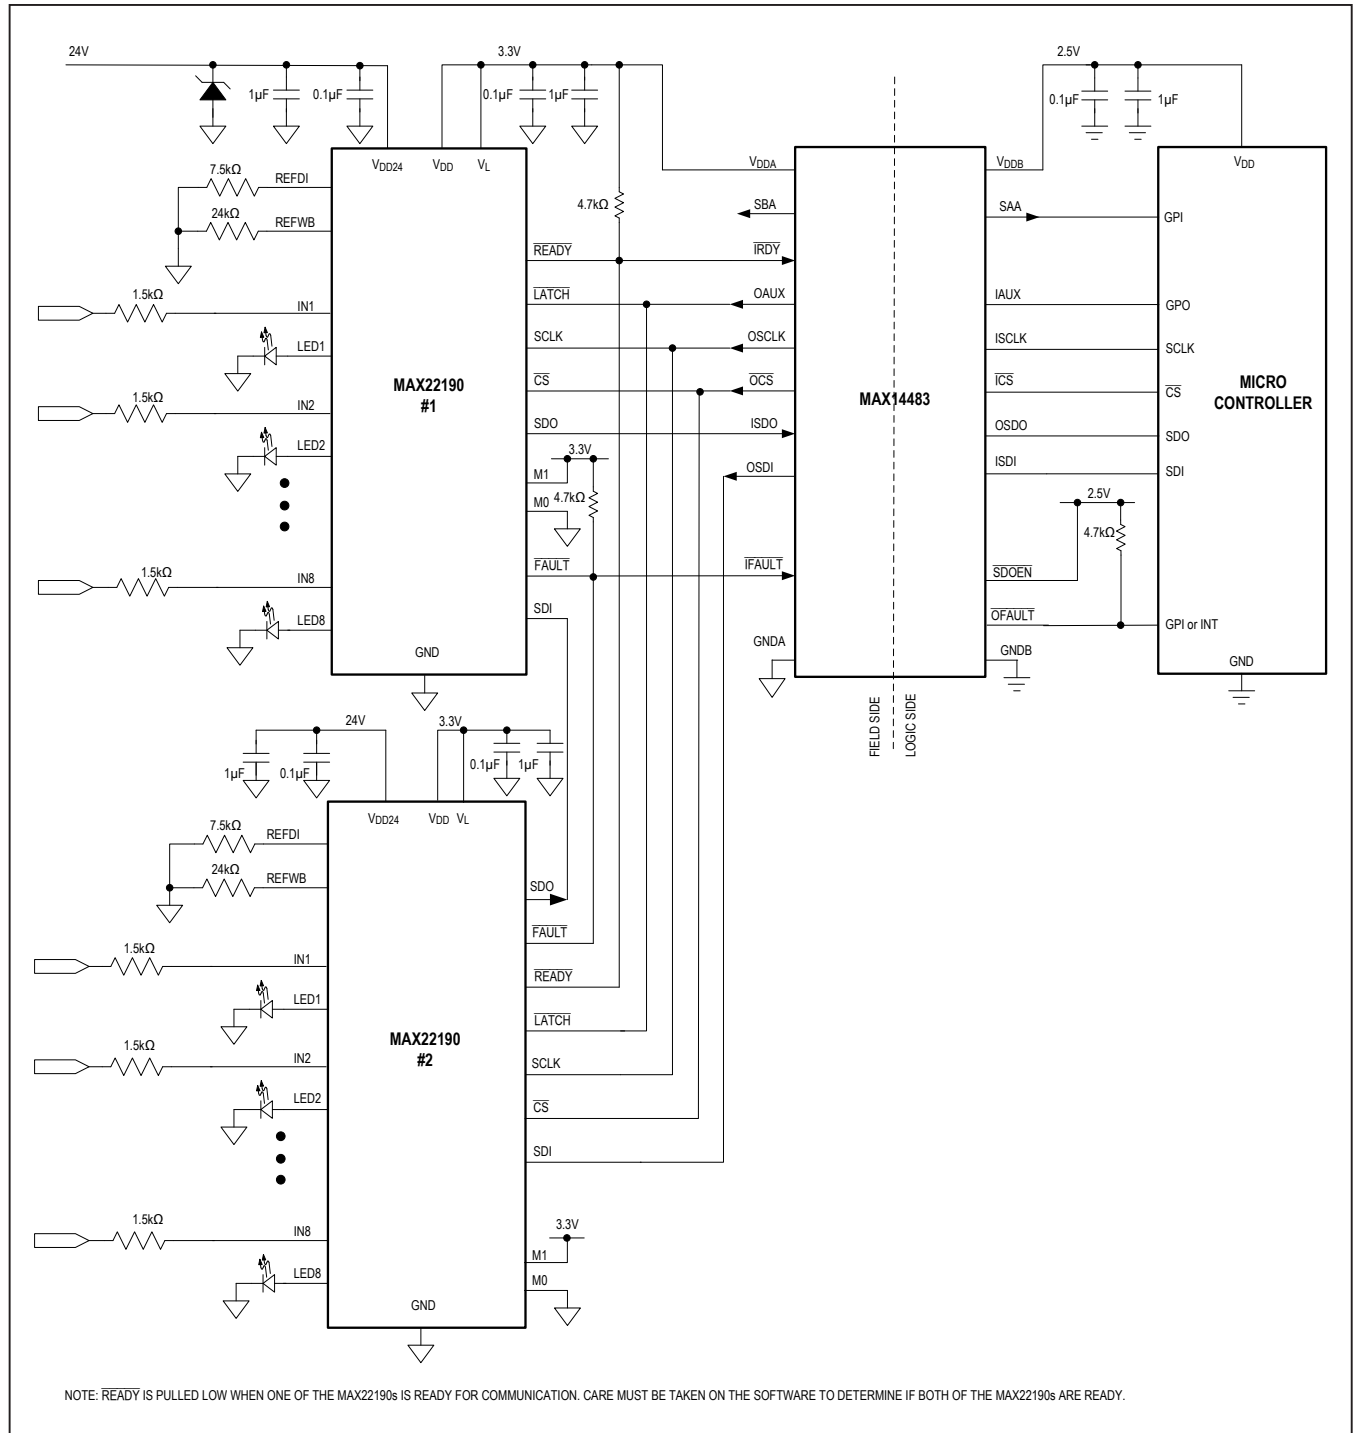 24V
3.3V
2.5V
1µF
0.1µF
0.1µF
1µF
0.1µF
1µF
VDD24
VDD
VL
VDDA
VDDB
VDD
7.5kΩ
REFDI
24kΩ
REFWB
4.7kΩ
SBA
SAA
GPI
READY
IRDY
1.5kΩ
IN1
LATCH
OAUX
IAUX
GPO
LED1
SCLK
OSCLK
ISCLK
SCLK
MAX22190
#1
CS
OCS
MAX14483
ICS
CS
MICRO
CONTROLLER
1.5kΩ
IN2
SDO
ISDO
OSDO
SDO
LED2
3.3V
M1
OSDI
ISDI
SDI
4.7kΩ
M0
2.5V
4.7kΩ
1.5kΩ
IN8
FAULT
IFAULT
SDOEN
LED8
SDI
OFAULT
GPI or INT
GND
GNDA
GNDB
GND
FIELD SIDE
LOGIC SIDE
24V
3.3V
1µF
0.1µF
0.1µF
1µF
VDD24
VDD
VL
7.5kΩ
REFDI
24kΩ
REFWB
SDO
FAULT
1.5kΩ
IN1
READY
LED1
LATCH
MAX22190
#2
1.5kΩ
IN2
SCLK
LED2
CS
SDI
1.5kΩ
IN8
3.3V
M1
LED8
M0
GND
NOTE: READY IS PULLED LOW WHEN ONE OF THE MAX22190s IS READY FOR COMMUNICATION. CARE MUST BE TAKEN ON THE SOFTWARE TO DETERMINE IF BOTH OF THE MAX22190s ARE READY.